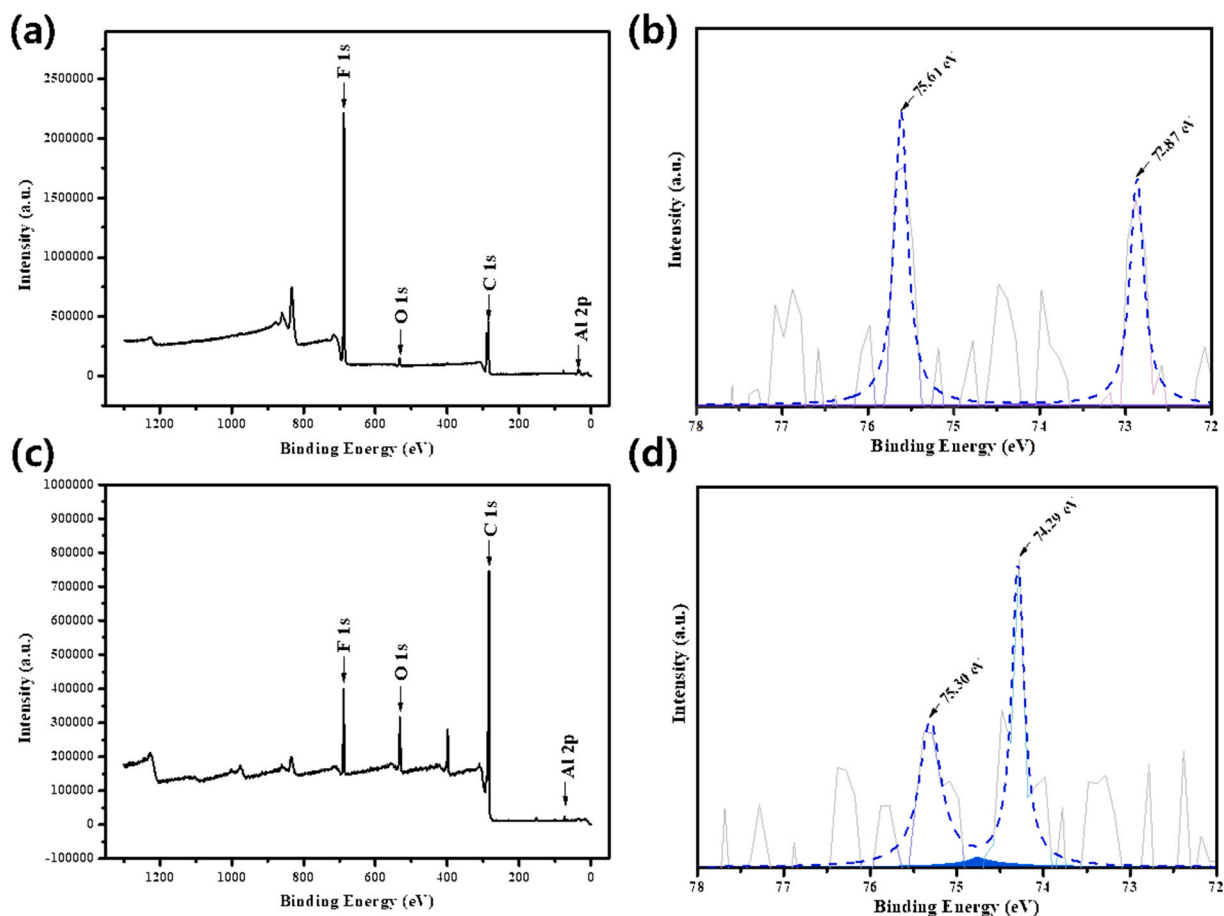 (a)
F 1s
O 1s
C 1s
Al 2p
2500000
2000000
1500000
1000000
500000
0
Intensity (a.u.)
1200 1000 800 600 400 200 0
Binding Energy (eV)
(b)
75.61 eV
72.87 eV
Intensity (a.u.)
78 77 76 75 74 73 72
Binding Energy (eV)
(c)
F 1s
O 1s
C 1s
Al 2p
1000000
900000
800000
700000
600000
500000
400000
300000
200000
100000
0
-100000
Intensity (a.u.)
1200 1000 800 600 400 200 0
Binding Energy (eV)
(d)
75.30 eV
74.29 eV
Intensity (a.u.)
78 77 76 75 74 73 72
Binding Energy (eV)